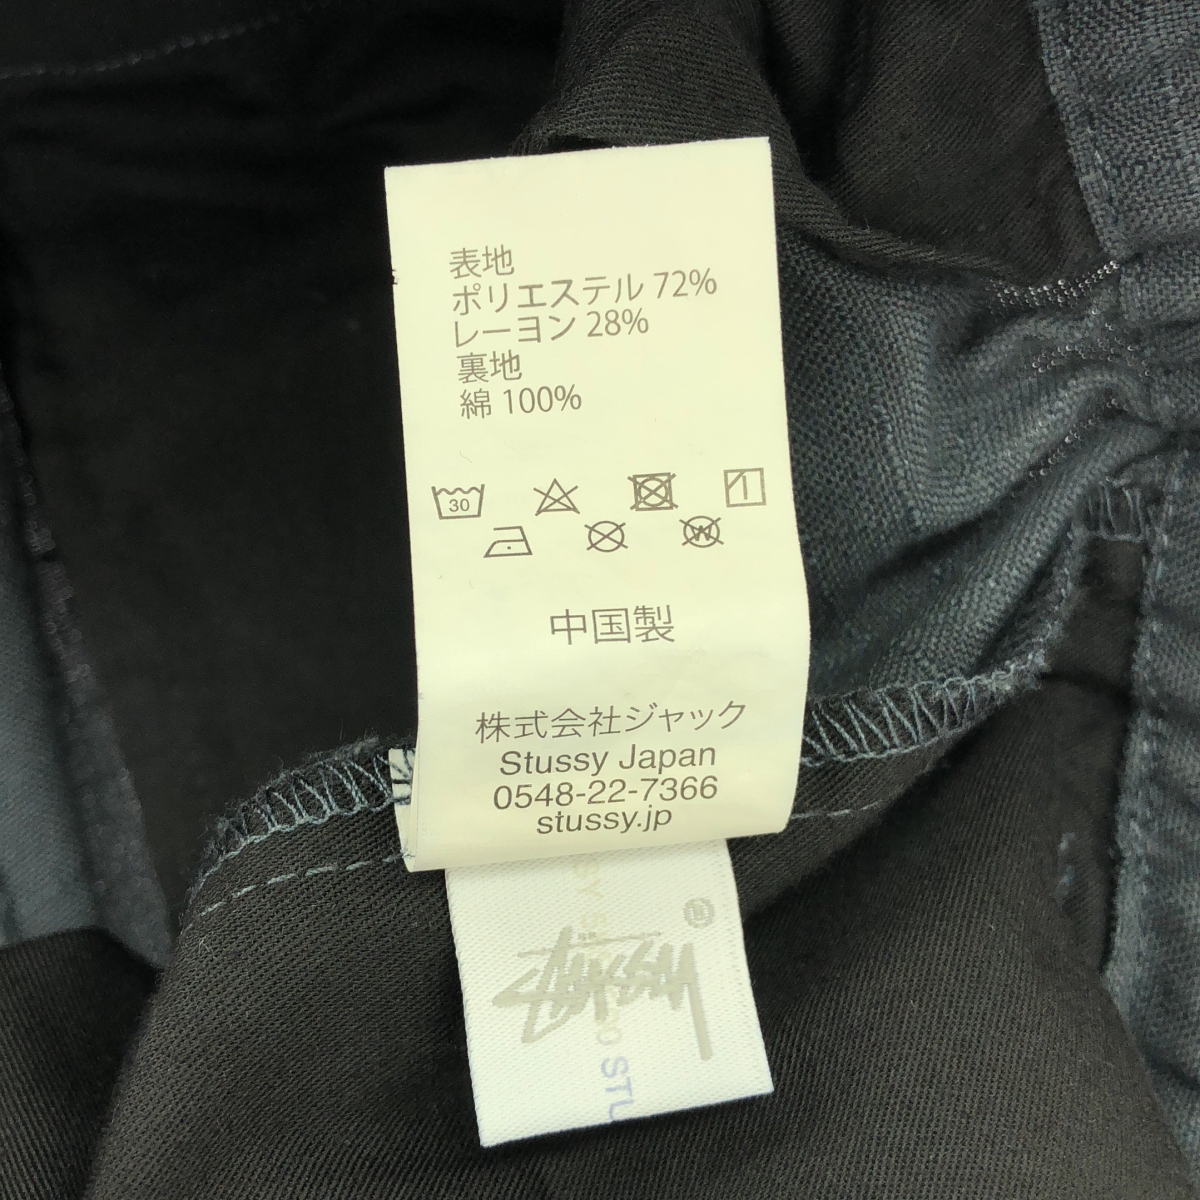 表地
ポリエステル 72%
レーヨン 28%
裏地
綿 100%
30
W
中国製
株式会社ジャック
Stussy Japan
0548-22-7366
stussy.jp
®